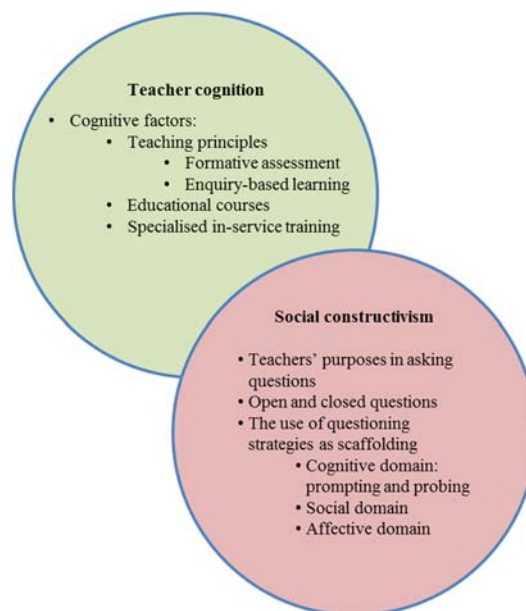 Teacher cognition
• Cognitive factors:
• Teaching principles
• Formative assessment
• Enquiry-based learning
• Educational courses
• Specialised in-service training
Social constructivism
• Teachers’ purposes in asking
questions
• Open and closed questions
• The use of questioning
strategies as scaffolding
• Cognitive domain:
prompting and probing
• Social domain
• Affective domain